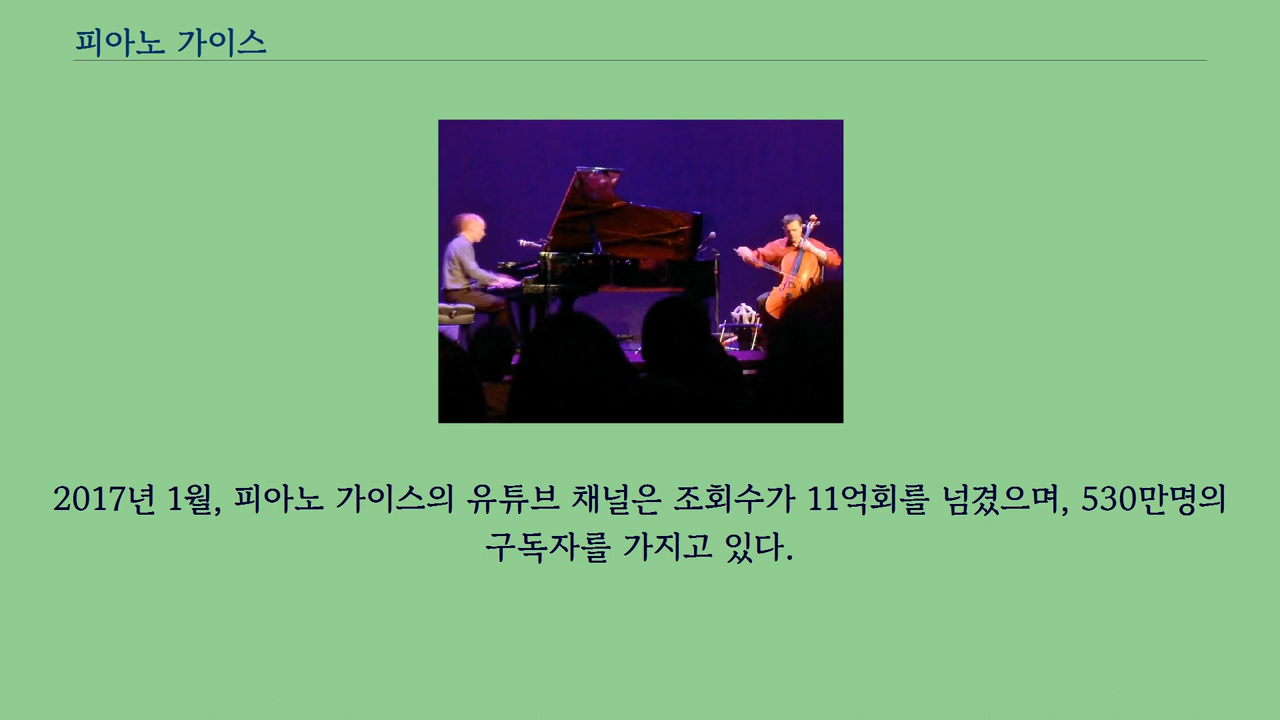 피아노 가이스
2017년 1월, 피아노 가이스의 유튜브 채널은 조회수가 11억회를 넘겼으며, 530만명의
구독자를 가지고 있다.